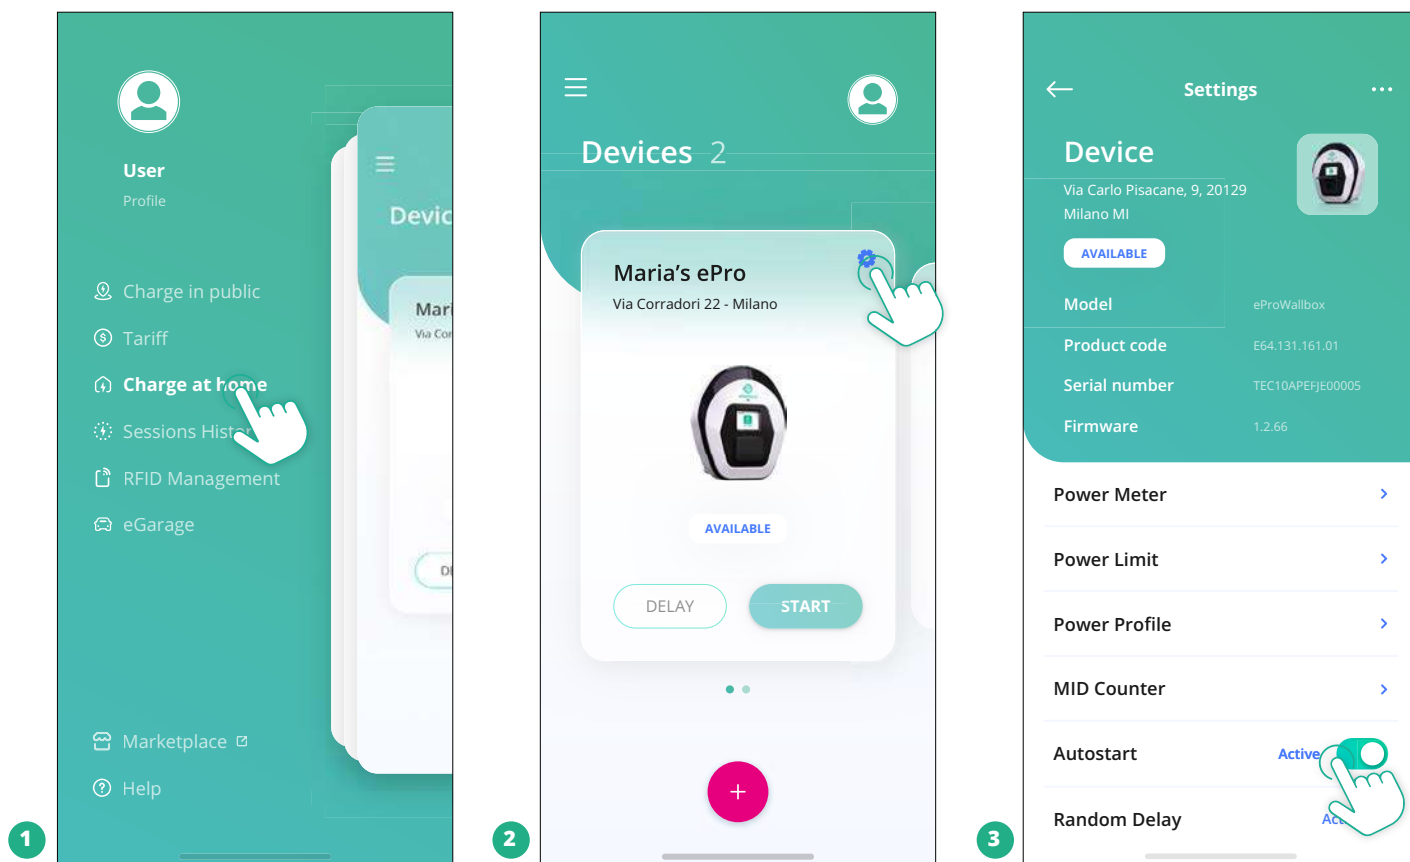 User
Profile
Charge in public
Tariff
Charge at home
Sessions
RFID Management
eGarage
Marketplace
Help
1
Devices 2
Maria's ePro
Via Corradori 22 - Milano
AVAILABLE
DELAY
START
+
2
Settings
Device
Via Carlo Pisacane, 9, 20129
Milano MI
AVAILABLE
Model eProWallbox
Product code E64.131.161.01
Serial number TEC10APEFJE00005
Firmware 1.2.66
Power Meter
Power Limit
Power Profile
MID Counter
Autostart Active
Random Delay
3